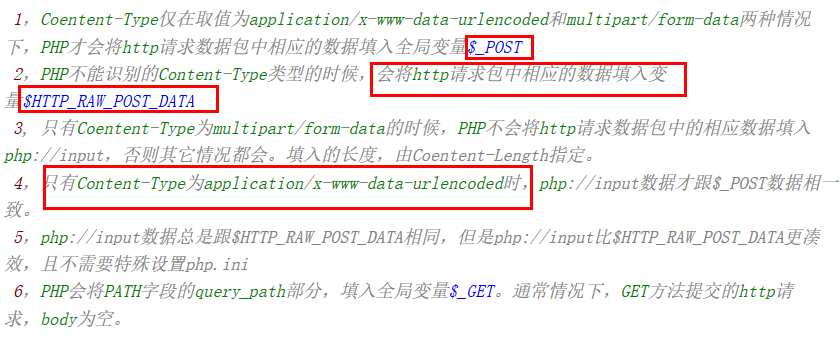 1，Coentent-Type仅在取值为application/x-www-data-urlencoded和multipart/form-data两种情况
下，PHP才会将http请求数据包中相应的数据填入全局变量$_POST
2，PHP不能识别的Content-Type类型的时候，会将http请求包中相应的数据填入变
量$HTTP_RAW_POST_DATA
3, 只有Coentent-Type为multipart/form-data的时候，PHP不会将http请求数据包中的相应数据填入
php://input，否则其它情况都会。填入的长度，由Coentent-Length指定。
4，只有Content-Type为application/x-www-data-urlencoded时，php://input数据才跟$_POST数据相一
致。
5，php://input数据总是跟$HTTP_RAW_POST_DATA相同，但是php://input比$HTTP_RAW_POST_DATA更凑
效，且不需要特殊设置php.ini
6，PHP会将PATH字段的query_path部分，填入全局变量$_GET。通常情况下，GET方法提交的http请
求，body为空。